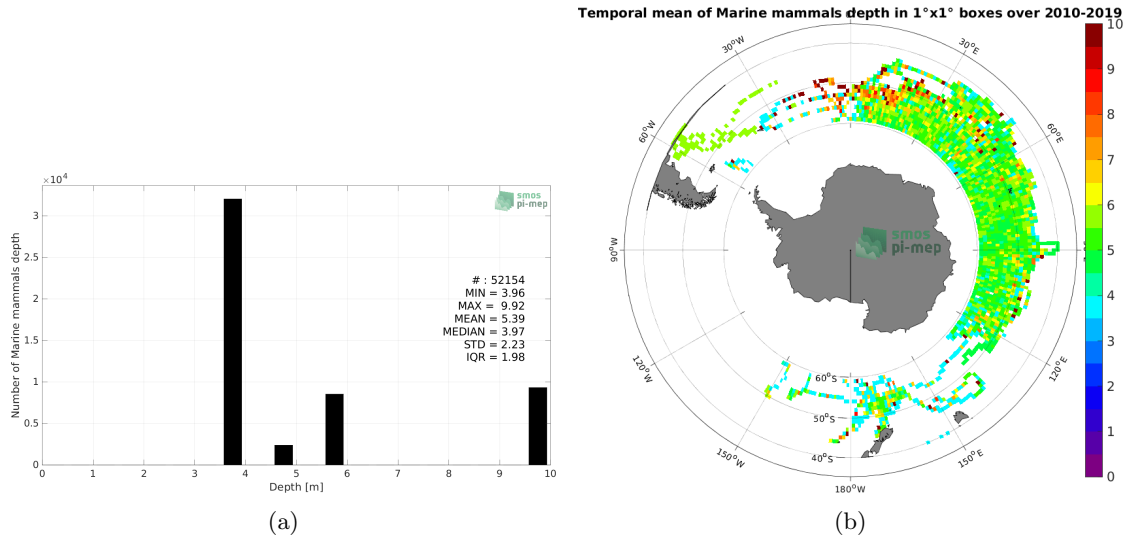 ×10⁴
3
2.5
2
1.5
1
0.5
0
0 1 2 3 4 5 6 7 8 9 10
Number of Marine mammals depth
Depth [m]
smos
pi-mep
# : 52154
MIN = 3.96
MAX = 9.92
MEAN = 5.39
MEDIAN = 3.97
STD = 2.23
IQR = 1.98
(a)
Temporal mean of Marine mammals depth in 1°x1° boxes over 2010-2019
30°W
30°E
60°W
60°E
90°W
120°W
120°E
150°W
150°E
180°W
60°S
50°S
40°S
smos
pi-mep
10
9
8
7
6
5
4
3
2
1
0
(b)